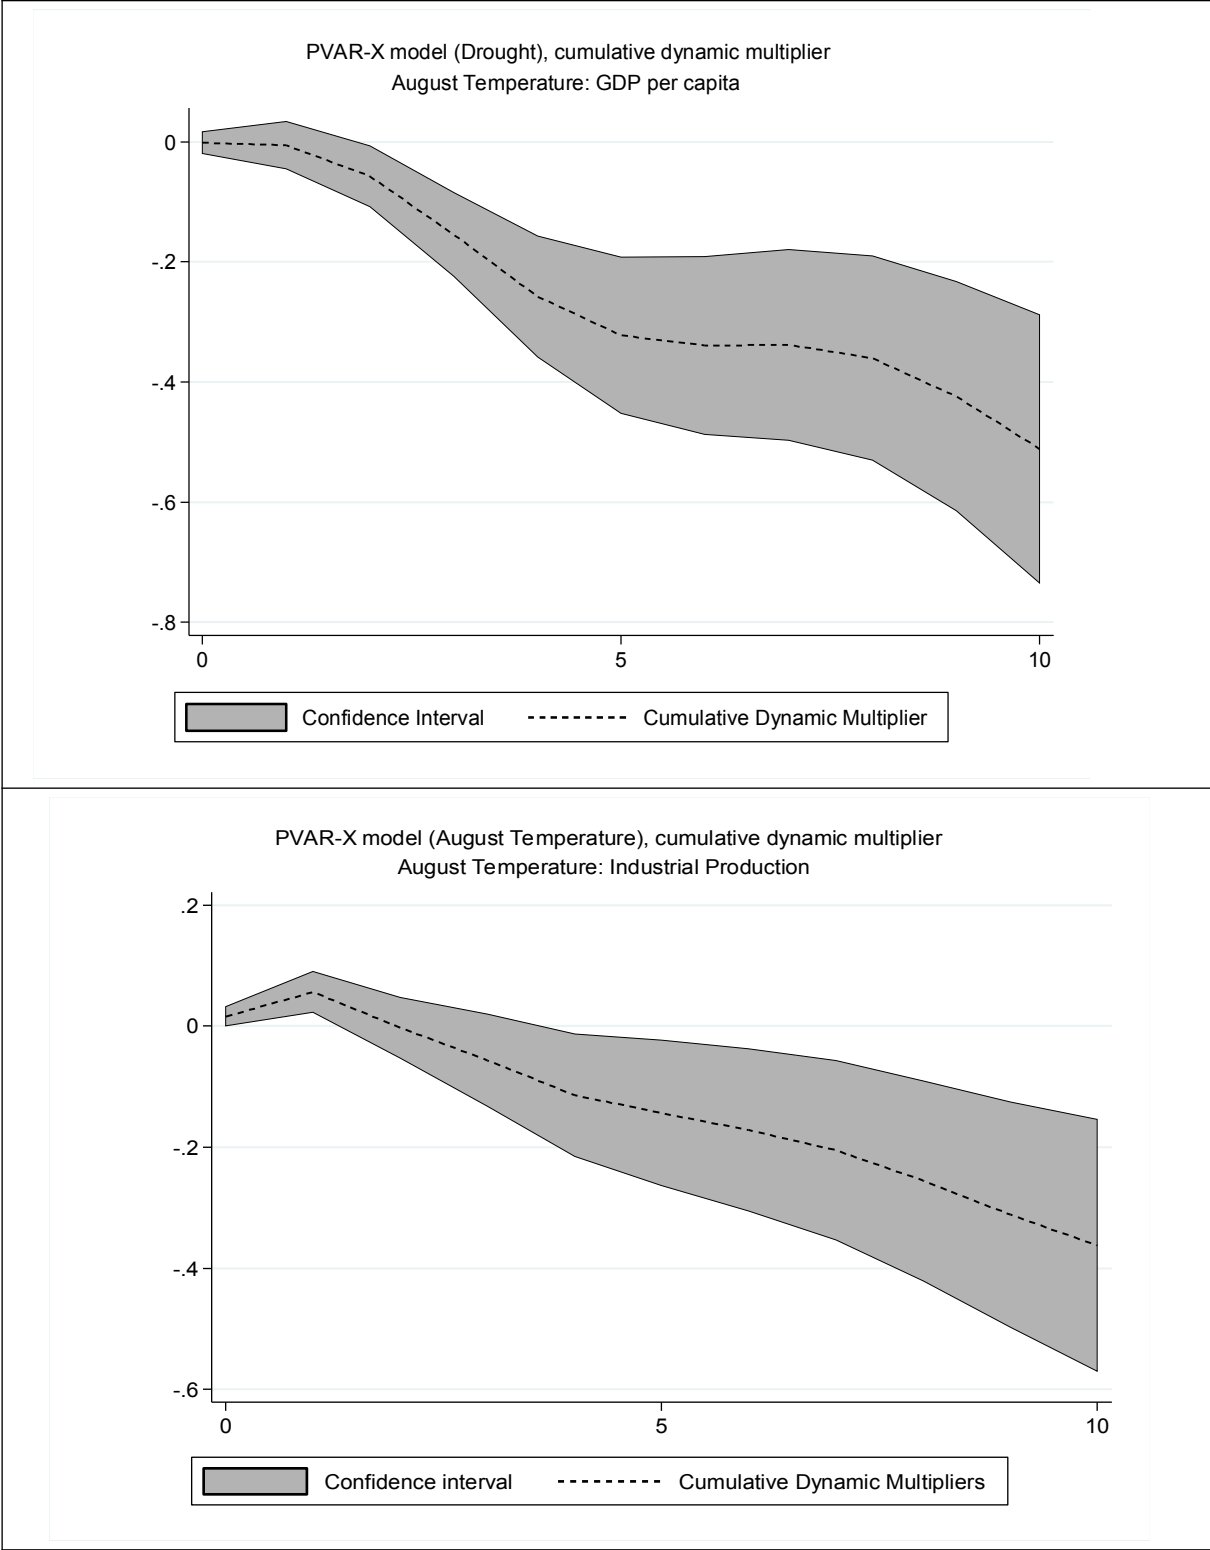 PVAR-X model (Drought), cumulative dynamic multiplier
August Temperature: GDP per capita
0
-.2
-.4
-.6
-.8
0 5 10
Confidence Interval Cumulative Dynamic Multiplier
PVAR-X model (August Temperature), cumulative dynamic multiplier
August Temperature: Industrial Production
.2
0
-.2
-.4
-.6
0 5 10
Confidence interval Cumulative Dynamic Multipliers